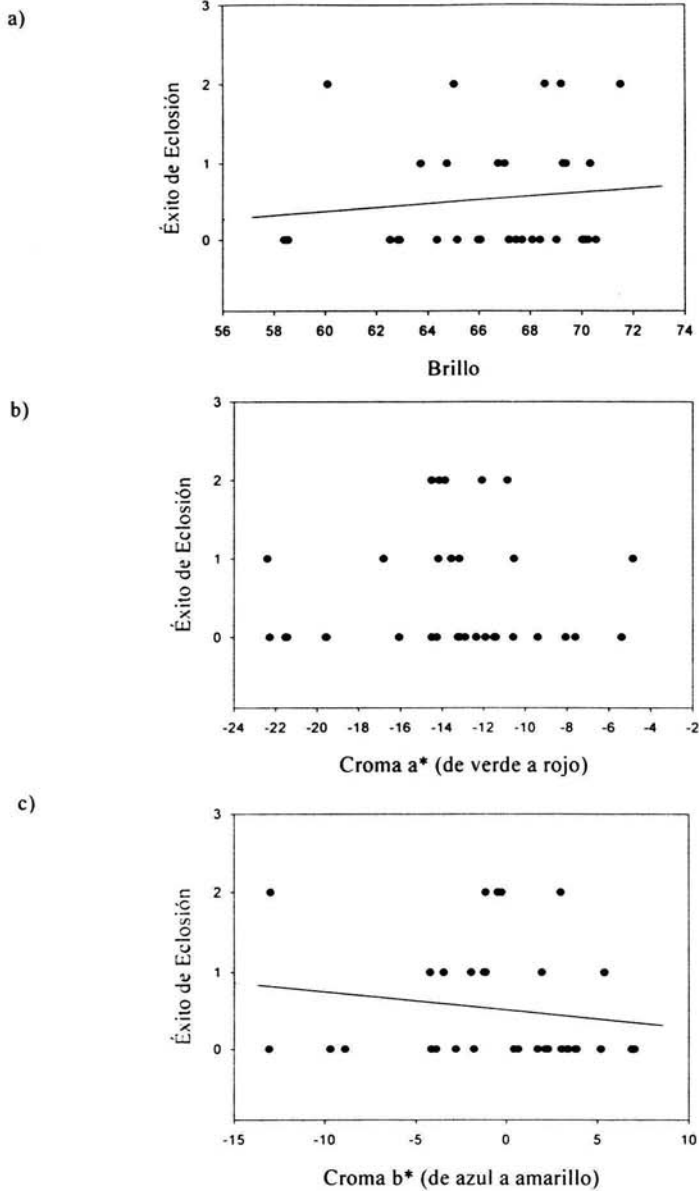 a)
3
2
1
0
Éxito de Eclosión
56 58 60 62 64 66 68 70 72 74
Brillo
b)
3
2
1
0
Éxito de Eclosión
-24 -22 -20 -18 -16 -14 -12 -10 -8 -6 -4 -2
Croma a* (de verde a rojo)
c)
3
2
1
0
Éxito de Eclosión
-15 -10 -5 0 5 10
Croma b* (de azul a amarillo)